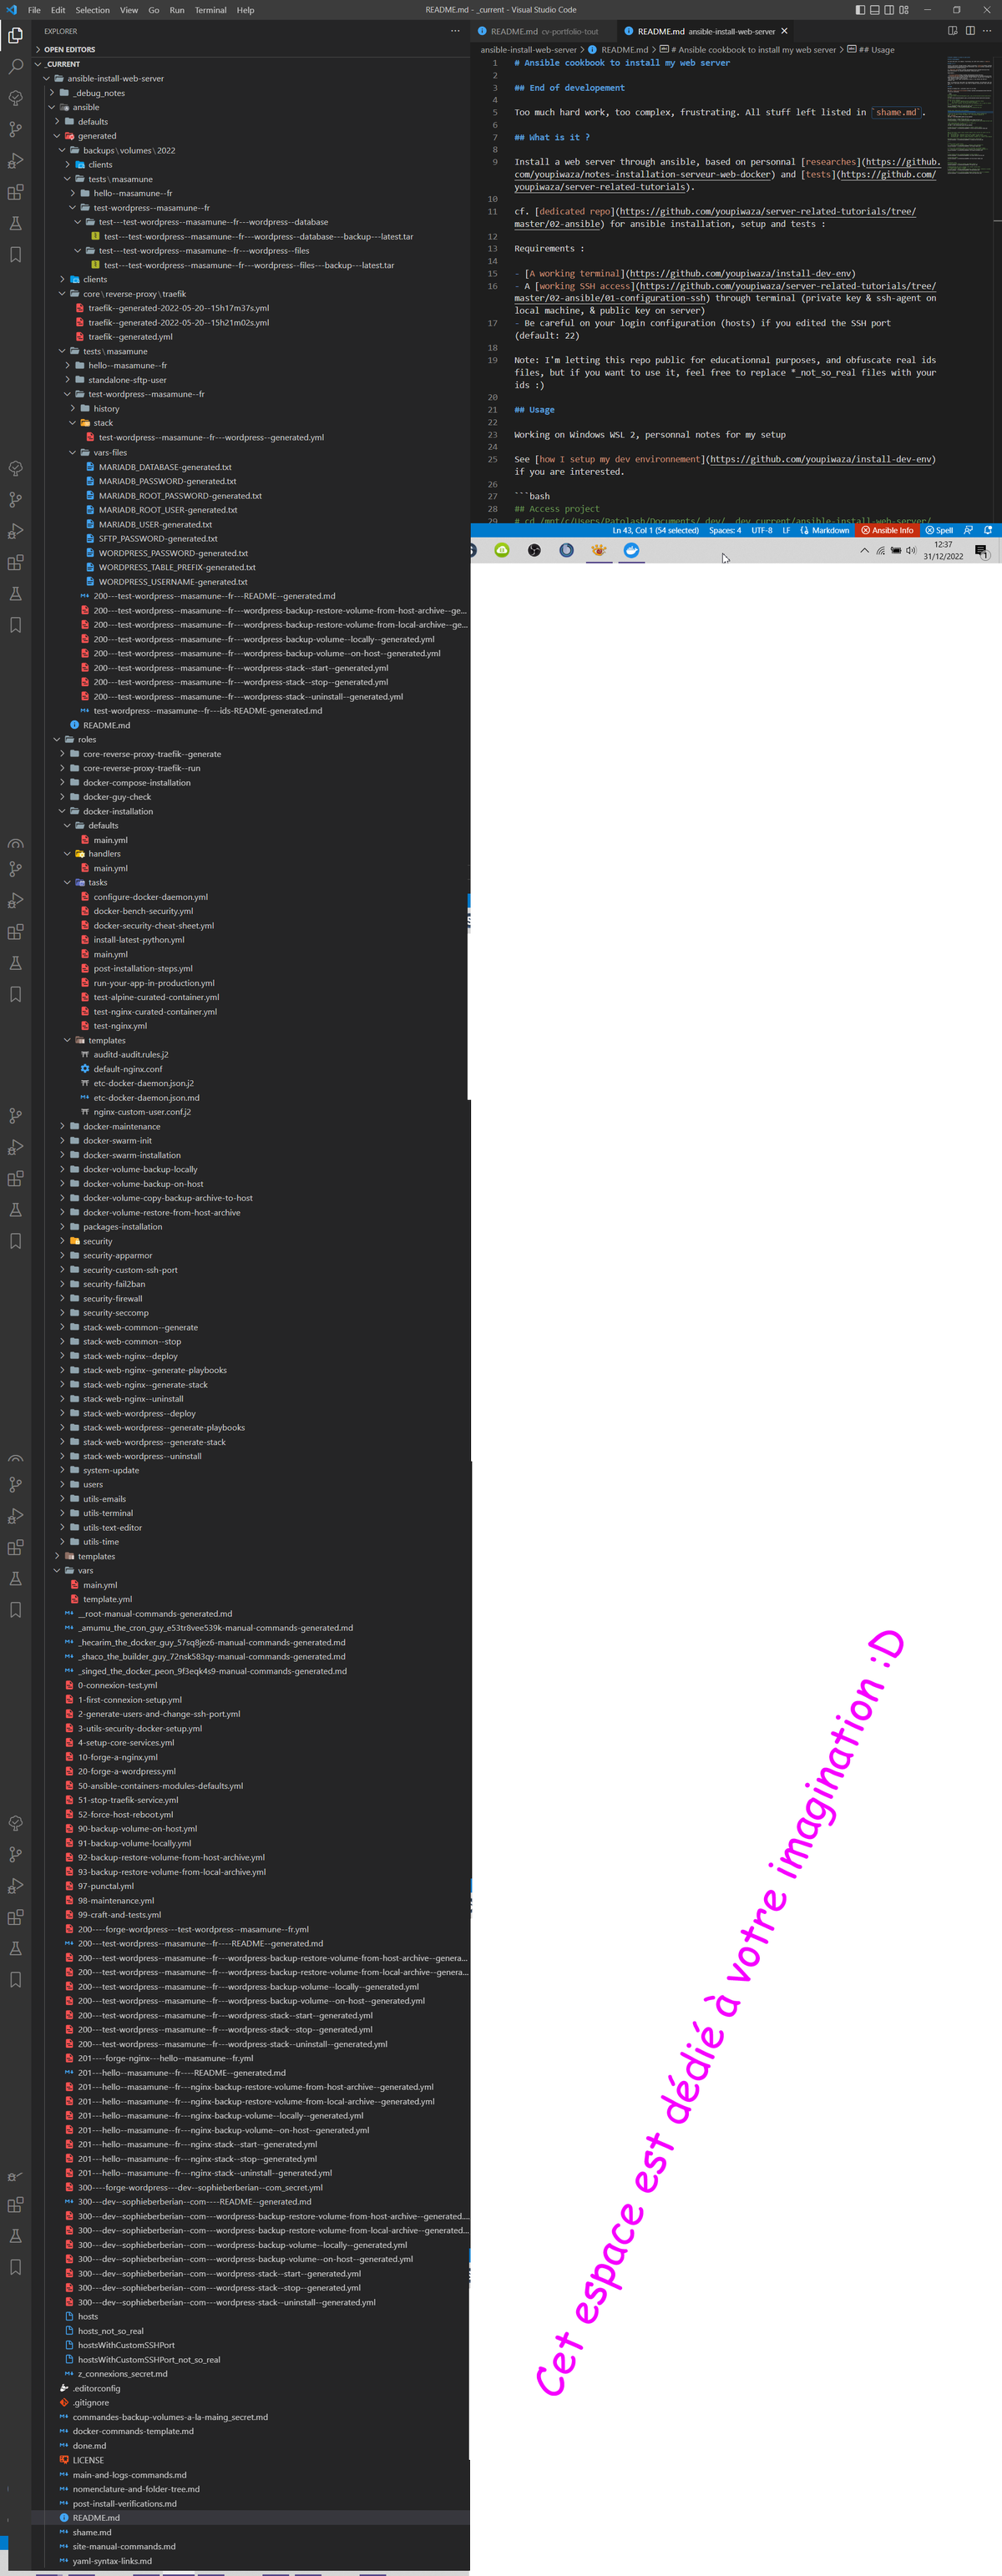 File Edit Selection View Go Run Terminal Help
README.md - _current - Visual Studio Code
EXPLORER
OPEN EDITORS
_CURRENT
ansible-install-web-server
_debug_notes
ansible
defaults
generated
backups \ volumes \ 2022
clients
tests \ masamune
hello--masamune--fr
test-wordpress--masamune--fr
test---test-wordpress--masamune--fr---wordpress--database
test---test-wordpress--masamune--fr---wordpress--database---backup---latest.tar
test---test-wordpress--masamune--fr---wordpress--files
test---test-wordpress--masamune--fr---wordpress--files---backup---latest.tar
clients
core \ reverse-proxy \ traefik
traefik--generated-2022-05-20--15h17m37s.yml
traefik--generated-2022-05-20--15h21m02s.yml
traefik--generated.yml
tests \ masamune
hello--masamune--fr
standalone-sftp-user
test-wordpress--masamune--fr
history
stack
test-wordpress--masamune--fr---wordpress--generated.yml
vars-files
MARIADB_DATABASE-generated.txt
MARIADB_PASSWORD-generated.txt
MARIADB_ROOT_PASSWORD-generated.txt
MARIADB_ROOT_USER-generated.txt
MARIADB_USER-generated.txt
SFTP_PASSWORD-generated.txt
WORDPRESS_PASSWORD-generated.txt
WORDPRESS_TABLE_PREFIX-generated.txt
WORDPRESS_USERNAME-generated.txt
200---test-wordpress--masamune--fr---README--generated.md
200---test-wordpress--masamune--fr---wordpress-backup-restore-volume-from-host-archive--ge...
200---test-wordpress--masamune--fr---wordpress-backup-restore-volume-from-local-archive--ge...
200---test-wordpress--masamune--fr---wordpress-backup-volume--locally--generated.yml
200---test-wordpress--masamune--fr---wordpress-backup-volume--on-host--generated.yml
200---test-wordpress--masamune--fr---wordpress-stack--start--generated.yml
200---test-wordpress--masamune--fr---wordpress-stack--stop--generated.yml
200---test-wordpress--masamune--fr---wordpress-stack--uninstall--generated.yml
test-wordpress--masamune--fr---ids-README-generated.md
README.md
roles
core-reverse-proxy-traefik--generate
core-reverse-proxy-traefik--run
docker-compose-installation
docker-guy-check
docker-installation
defaults
main.yml
handlers
main.yml
tasks
configure-docker-daemon.yml
docker-bench-security.yml
docker-security-cheat-sheet.yml
install-latest-python.yml
main.yml
post-installation-steps.yml
run-your-app-in-production.yml
test-alpine-curated-container.yml
test-nginx-curated-container.yml
test-nginx.yml
templates
auditd-audit.rules.j2
default-nginx.conf
etc-docker-daemon.json.j2
etc-docker-daemon.json.md
nginx-custom-user.conf.j2
docker-maintenance
docker-swarm-init
docker-swarm-installation
docker-volume-backup-locally
docker-volume-backup-on-host
docker-volume-copy-backup-archive-to-host
docker-volume-restore-from-host-archive
packages-installation
security
security-apparmor
security-custom-ssh-port
security-fail2ban
security-firewall
security-seccomp
stack-web-common--generate
stack-web-common--stop
stack-web-nginx--deploy
stack-web-nginx--generate-playbooks
stack-web-nginx--generate-stack
stack-web-nginx--uninstall
stack-web-wordpress--deploy
stack-web-wordpress--generate-playbooks
stack-web-wordpress--generate-stack
stack-web-wordpress--uninstall
system-update
users
utils-emails
utils-terminal
utils-text-editor
utils-time
templates
vars
main.yml
template.yml
__root-manual-commands-generated.md
_amumu_the_cron_guy_e53tr8vee539k-manual-commands-generated.md
_hecarim_the_docker_guy_57sq8jez6-manual-commands-generated.md
_shaco_the_builder_guy_72nsk583qy-manual-commands-generated.md
_singed_the_docker_peon_9f3eqk4s9-manual-commands-generated.md
0-connexion-test.yml
1-first-connexion-setup.yml
2-generate-users-and-change-ssh-port.yml
3-utils-security-docker-setup.yml
4-setup-core-services.yml
10-forge-a-nginx.yml
20-forge-a-wordpress.yml
50-ansible-containers-modules-defaults.yml
51-stop-traefik-service.yml
52-force-host-reboot.yml
90-backup-volume-on-host.yml
91-backup-volume-locally.yml
92-backup-restore-volume-from-host-archive.yml
93-backup-restore-volume-from-local-archive.yml
97-punctal.yml
98-maintenance.yml
99-craft-and-tests.yml
200----forge-wordpress---test-wordpress--masamune--fr.yml
200---test-wordpress--masamune--fr----README--generated.md
200---test-wordpress--masamune--fr---wordpress-backup-restore-volume-from-host-archive--genera...
200---test-wordpress--masamune--fr---wordpress-backup-restore-volume-from-local-archive--genera...
200---test-wordpress--masamune--fr---wordpress-backup-volume--locally--generated.yml
200---test-wordpress--masamune--fr---wordpress-backup-volume--on-host--generated.yml
200---test-wordpress--masamune--fr---wordpress-stack--start--generated.yml
200---test-wordpress--masamune--fr---wordpress-stack--stop--generated.yml
200---test-wordpress--masamune--fr---wordpress-stack--uninstall--generated.yml
201----forge-nginx---hello--masamune--fr.yml
201---hello--masamune--fr----README--generated.md
201---hello--masamune--fr---nginx-backup-restore-volume-from-host-archive--generated.yml
201---hello--masamune--fr---nginx-backup-restore-volume-from-local-archive--generated.yml
201---hello--masamune--fr---nginx-backup-volume--locally--generated.yml
201---hello--masamune--fr---nginx-backup-volume--on-host--generated.yml
201---hello--masamune--fr---nginx-stack--start--generated.yml
201---hello--masamune--fr---nginx-stack--stop--generated.yml
201---hello--masamune--fr---nginx-stack--uninstall--generated.yml
300----forge-wordpress---dev--sophieberberian--com_secret.yml
300---dev--sophieberberian--com----README--generated.md
300---dev--sophieberberian--com---wordpress-backup-restore-volume-from-host-archive--generated....
300---dev--sophieberberian--com---wordpress-backup-restore-volume-from-local-archive--generated...
300---dev--sophieberberian--com---wordpress-backup-volume--locally--generated.yml
300---dev--sophieberberian--com---wordpress-backup-volume--on-host--generated.yml
300---dev--sophieberberian--com---wordpress-stack--start--generated.yml
300---dev--sophieberberian--com---wordpress-stack--stop--generated.yml
300---dev--sophieberberian--com---wordpress-stack--uninstall--generated.yml
hosts
hosts_not_so_real
hostsWithCustomSSHPort
hostsWithCustomSSHPort_not_so_real
z_connexions_secret.md
.editorconfig
.gitignore
commandes-backup-volumes-a-la-maing_secret.md
docker-commands-template.md
done.md
LICENSE
main-and-logs-commands.md
nomenclature-and-folder-tree.md
post-install-verifications.md
README.md
shame.md
site-manual-commands.md
yaml-syntax-links.md
README.md cv-portfolio-tout
README.md ansible-install-web-server
ansible-install-web-server > README.md > # Ansible cookbook to install my web server > ## Usage
1 # Ansible cookbook to install my web server
2
3 ## End of developement
4
5 Too much hard work, too complex, frustrating. All stuff left listed in `shame.md`.
6
7 ## What is it ?
8
9 Install a web server through ansible, based on personnal [researches](https://github.
com/youpiwaza/notes-installation-serveur-web-docker) and [tests](https://github.com/
youpiwaza/server-related-tutorials).
10
11 cf. [dedicated repo](https://github.com/youpiwaza/server-related-tutorials/tree/
master/02-ansible) for ansible installation, setup and tests :
12
13 Requirements :
14
15 - [A working terminal](https://github.com/youpiwaza/install-dev-env)
16 - A [working SSH access](https://github.com/youpiwaza/server-related-tutorials/tree/
master/02-ansible/01-configuration-ssh) through terminal (private key & ssh-agent on
local machine, & public key on server)
17 - Be careful on your login configuration (hosts) if you edited the SSH port
(default: 22)
18
19 Note: I'm letting this repo public for educationnal purposes, and obfuscate real ids
files, but if you want to use it, feel free to replace *_not_so_real files with your
ids :)
20
21 ## Usage
22
23 Working on Windows WSL 2, personnal notes for my setup
24
25 See [how I setup my dev environnement](https://github.com/youpiwaza/install-dev-env)
if you are interested.
26
27 ```bash
28 ## Access project
29 # cd /mnt/c/Users/Patplash/Documents/_dev/__dev_current/ansible-install-web-server/
Ln 43, Col 1 (54 selected) Spaces: 4 UTF-8 LF Markdown Ansible Info Spell
12:37
31/12/2022
1
Cet espace est dédié à votre imagination :D